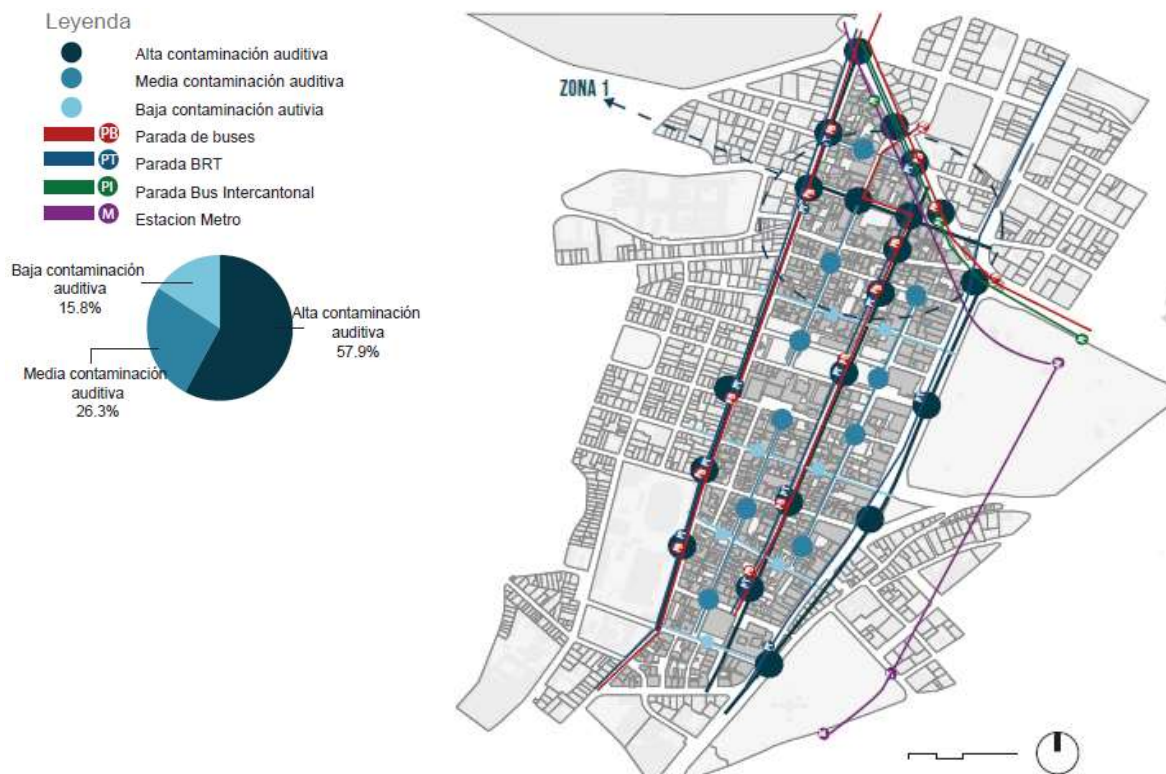 Leyenda
Alta contaminación auditiva
Media contaminación auditiva
Baja contaminación autivia
PB Parada de buses
PT Parada BRT
PI Parada Bus Intercantonal
M Estacion Metro
Baja contaminación
auditiva
15.8%
Alta contaminación
auditiva
57.9%
Media contaminación
auditiva
26.3%
ZONA 1